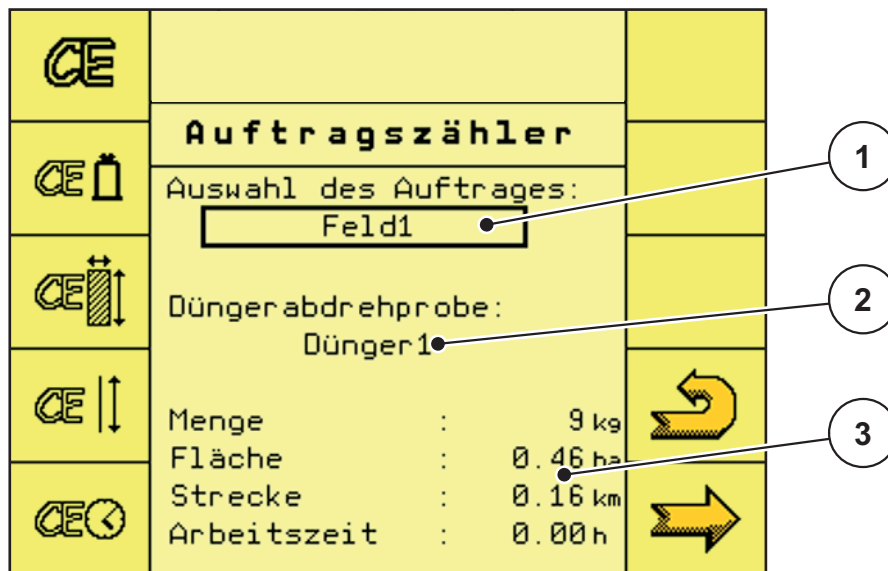 CE
Auftragszähler
CE
Auswahl des Auftrages:
Feld1
1
CE
Düngerabdrehprobe:
Dünger1
2
CE
Menge : 9 kg
Fläche : 0.46 ha
Strecke : 0.16 km
Arbeitszeit : 0.00 h
3
CE